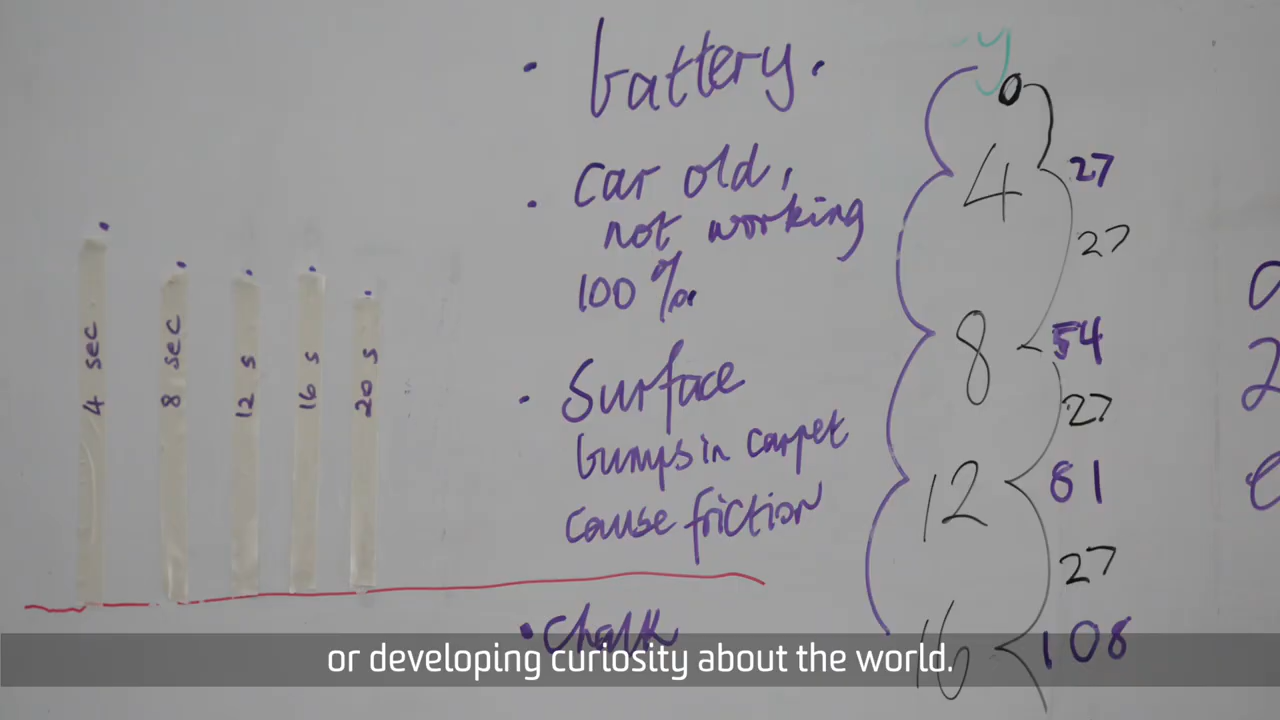 4 sec
8 sec
12 s
16 s
20 s
• battery.
• car old,
not working
100%
• Surface
bumps in carpet
cause friction
• chalk
y
0
4 27
27
8 54
27
12 81
27
16 108
or developing curiosity about the world.